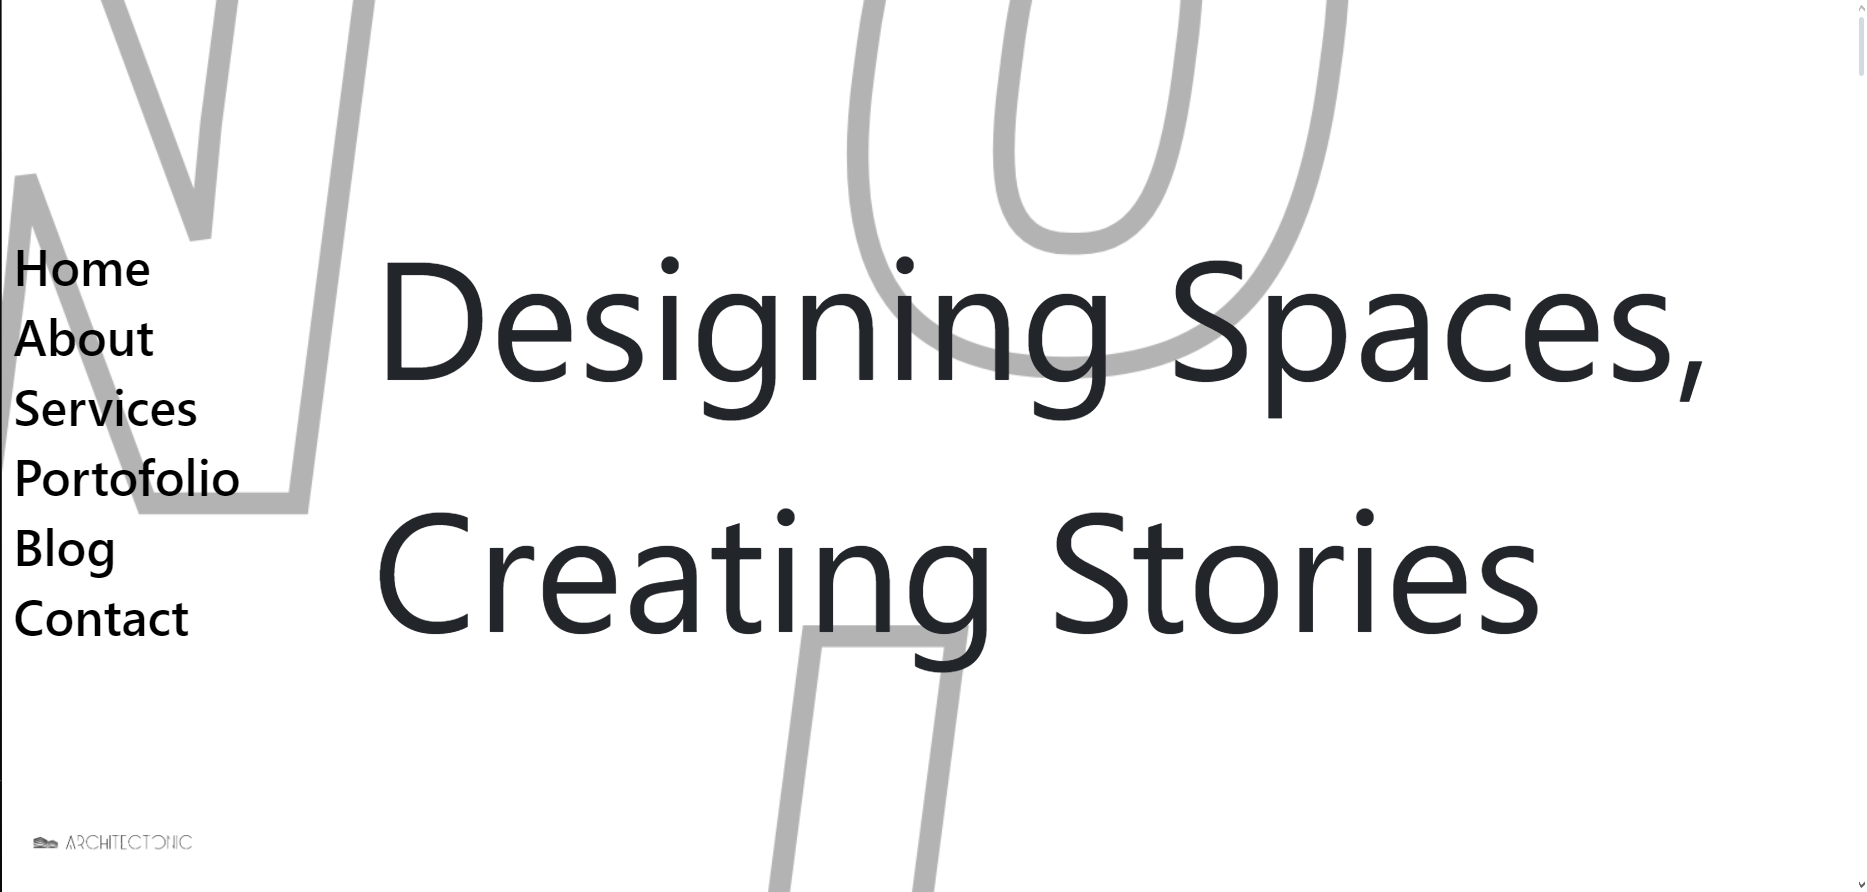 Home
About
Services
Portofolio
Blog
Contact
Designing Spaces,
Creating Stories
ARCHITECTONIC